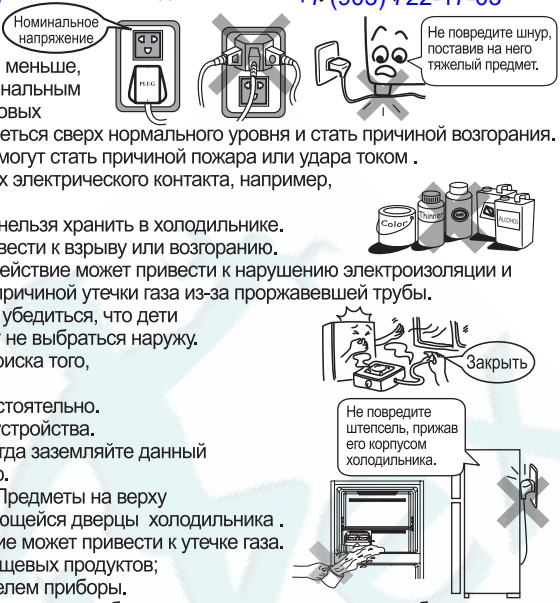 Номинальное
напряжение
PLUG
Не повредите шнур,
поставив на него
тяжелый предмет.
меньше,
нальным
овых
еться сверх нормального уровня и стать причиной возгорания.
могут стать причиной пожара или удара током .
х электрического контакта, например,
нельзя хранить в холодильнике.
вести к взрыву или возгоранию.
Color
Thinner
ALCOHOL
ействие может привести к нарушению электроизоляции и
причиной утечки газа из-за проржавевшей трубы.
убедиться, что дети
т не выбраться наружу.
риска того,
Закрыть
стоятельно.
устройства.
гда заземляйте данный
Не повредите
штепсель, прижав
его корпусом
холодильника.
Предметы на верху
ющейся дверцы холодильника .
ие может привести к утечке газа.
щевых продуктов;
елем приборы.